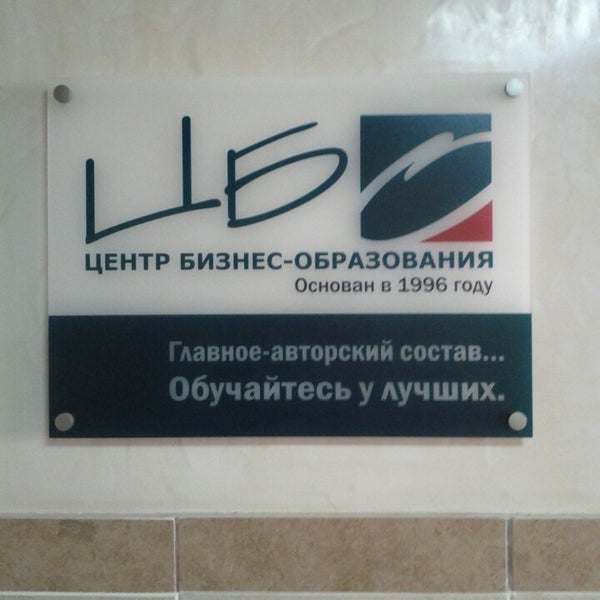 ЦБО
ЦЕНТР БИЗНЕС-ОБРАЗОВАНИЯ
Основан в 1996 году
Главное-авторский состав...
Обучайтесь у лучших.